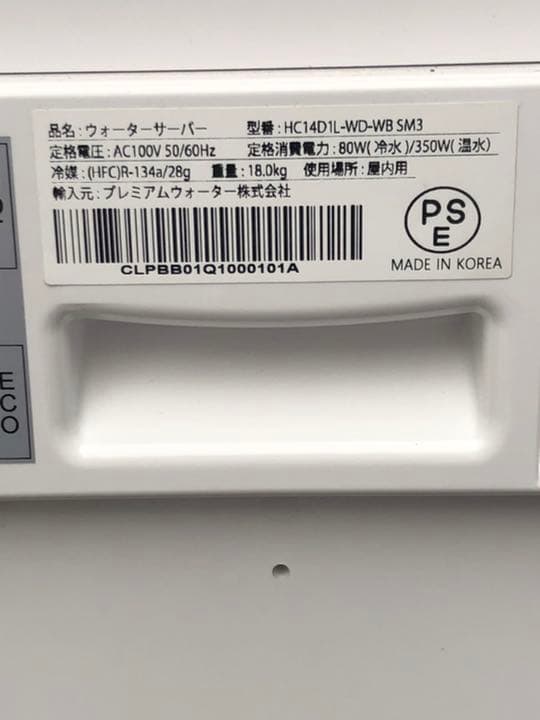 品名：ウォーターサーバー 型番：HC14D1L-WD-WB SM3
定格電圧：AC100V 50/60Hz 定格消費電力：80W(冷水)/350W(温水)
冷媒：(HFC)R-134a/28g 重量：18.0kg 使用場所：屋内用
輸入元：プレミアムウォーター株式会社
CLPBB01Q1000101A
PS
E
MADE IN KOREA
E
C
O